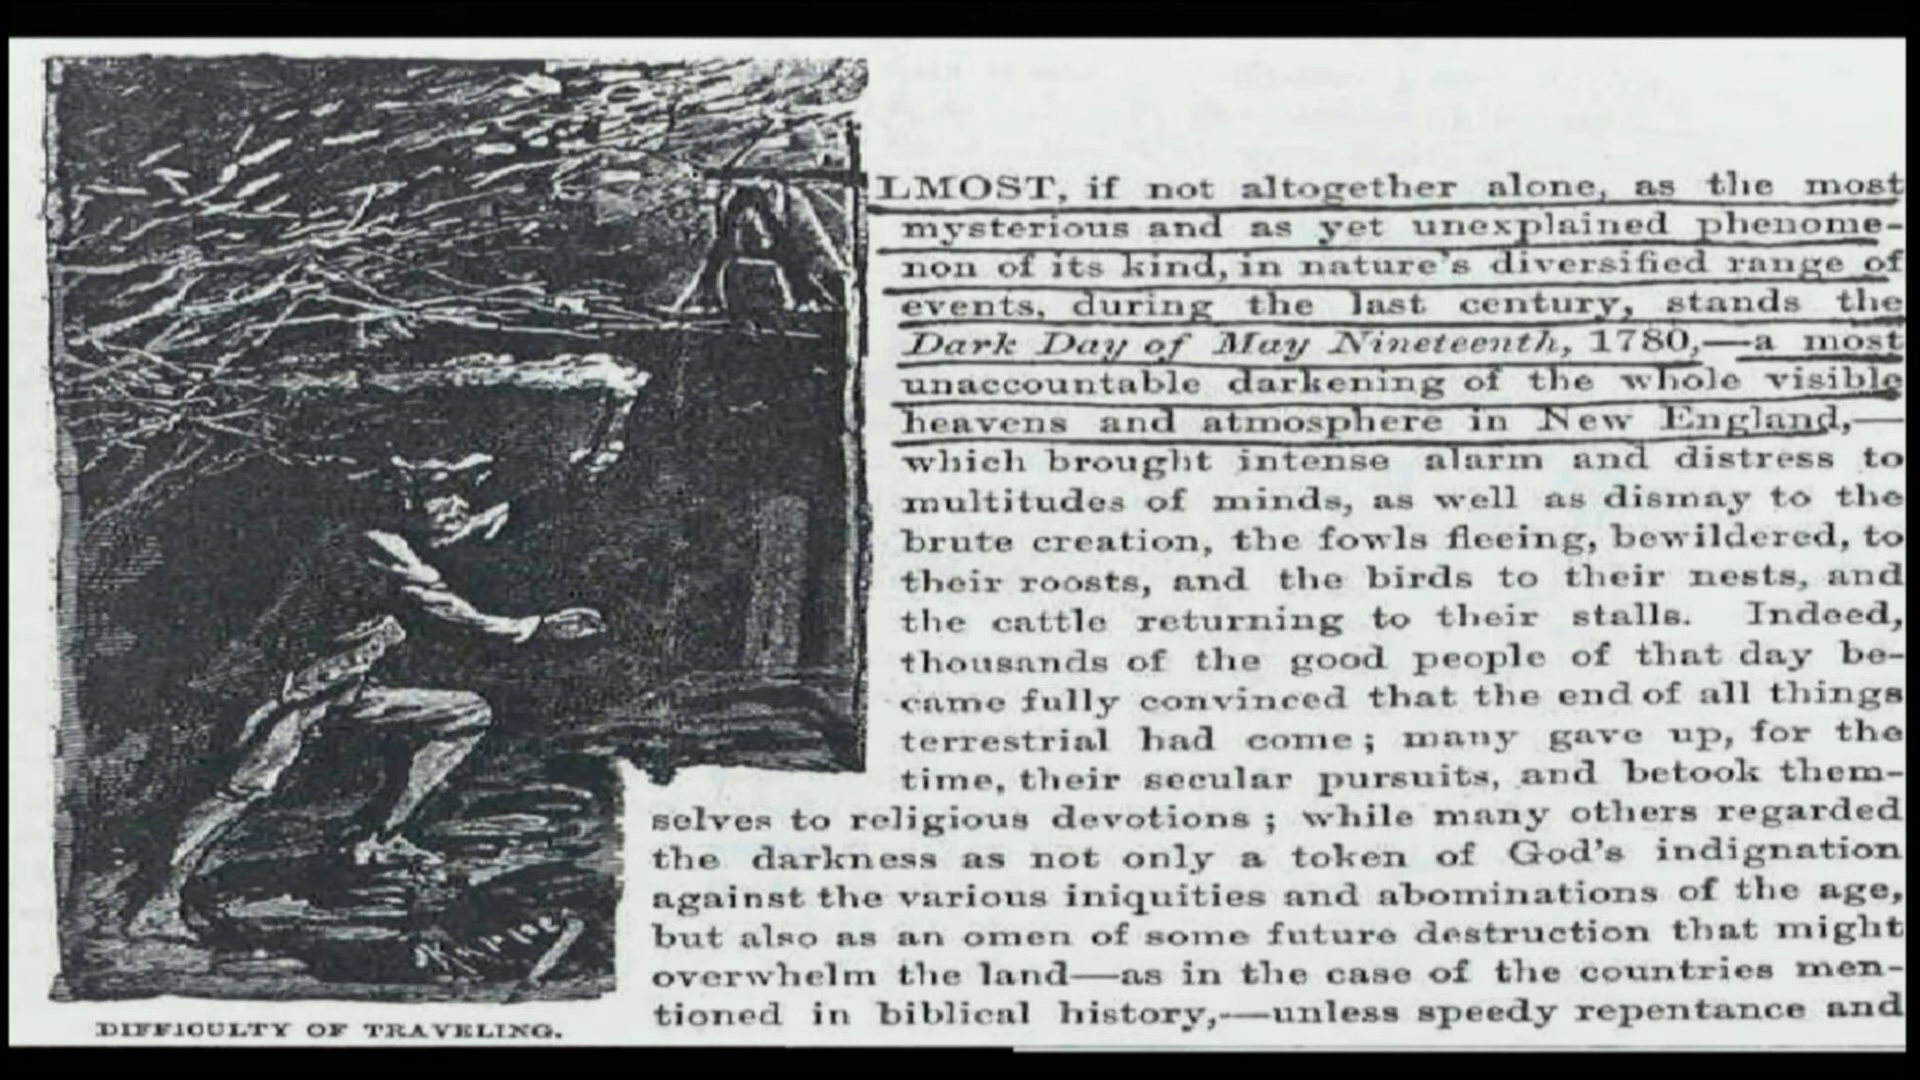 ALMOST, if not altogether alone, as the most
mysterious and as yet unexplained phenome-
non of its kind, in nature's diversified range of
events, during the last century, stands the
Dark Day of May Nineteenth, 1780,—a most
unaccountable darkening of the whole visible
heavens and atmosphere in New England,—
which brought intense alarm and distress to
multitudes of minds, as well as dismay to the
brute creation, the fowls fleeing, bewildered, to
their roosts, and the birds to their nests, and
the cattle returning to their stalls. Indeed,
thousands of the good people of that day be-
came fully convinced that the end of all things
terrestrial had come; many gave up, for the
time, their secular pursuits, and betook them-
selves to religious devotions; while many others regarded
the darkness as not only a token of God's indignation
against the various iniquities and abominations of the age,
but also as an omen of some future destruction that might
overwhelm the land—as in the case of the countries men-
tioned in biblical history,—unless speedy repentance and
DIFFICULTY OF TRAVELING.